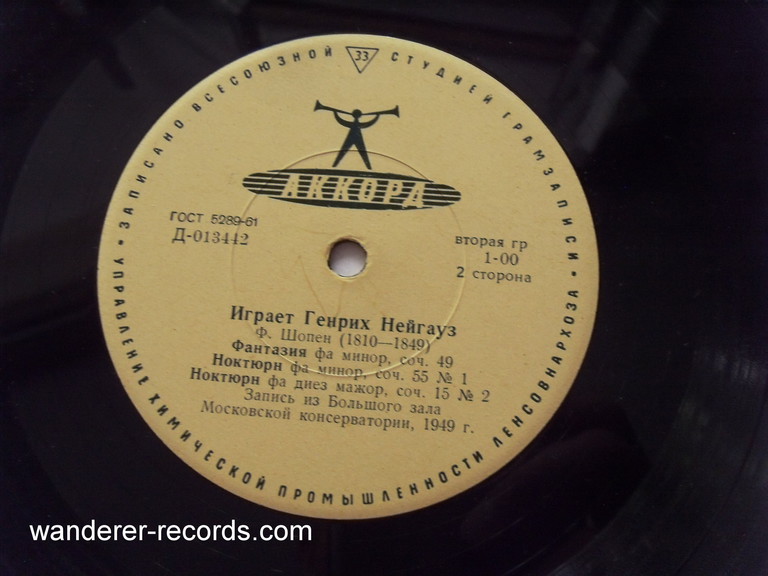 ЗАПИСАНО ВСЕСОЮЗНОЙ СТУДИЕЙ ГРАМЗАПИСИ •
33
АККОРД
ГОСТ 5289-61
Д-013442
вторая гр
1-00
2 сторона
Играет Генрих Нейгауз
Ф. Шопен (1810—1849)
Фантазия фа минор, соч. 49
Ноктюрн фа минор, соч. 55 № 1
Ноктюрн фа диез мажор, соч. 15 № 2
Запись из Большого зала
Московской консерватории, 1949 г.
УПРАВЛЕНИЕ ХИМИЧЕСКОЙ ПРОМЫШЛЕННОСТИ ЛЕНСОВНАРХОЗА •
wanderer-records.com